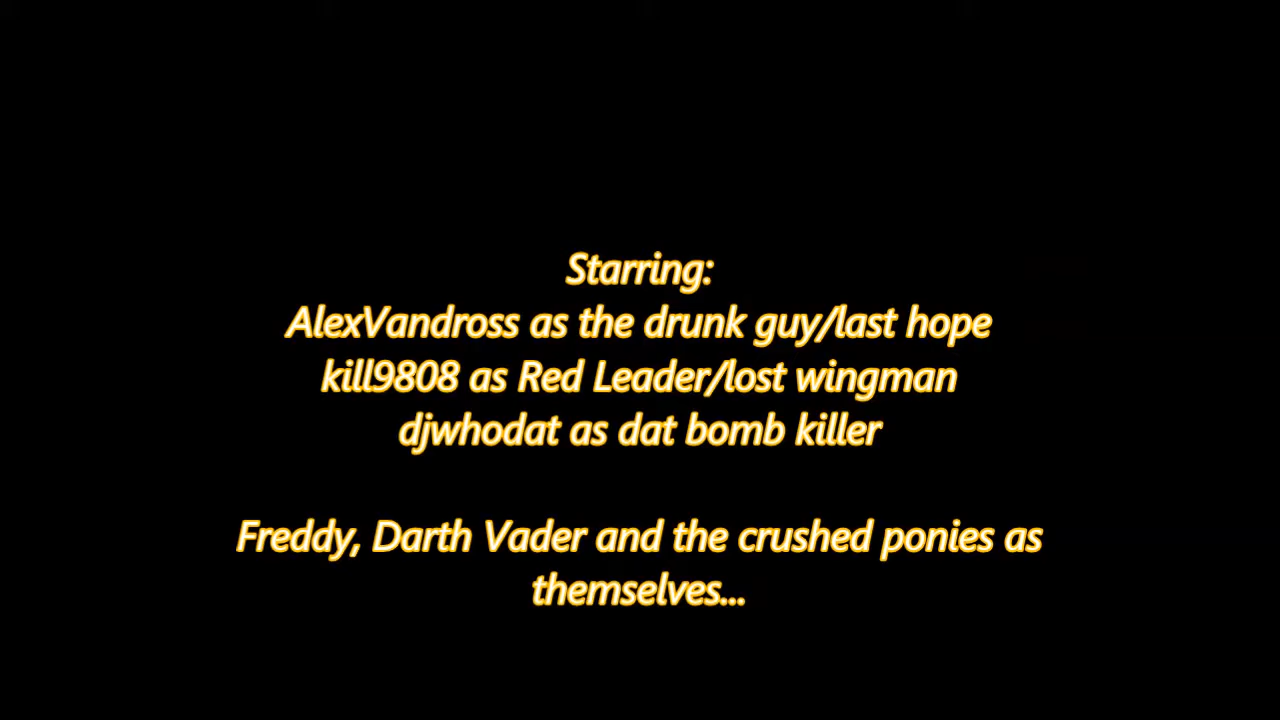 Starring:
AlexVandross as the drunk guy/last hope
kill9808 as Red Leader/lost wingman
djwhodat as dat bomb killer
Freddy, Darth Vader and the crushed ponies as
themselves...